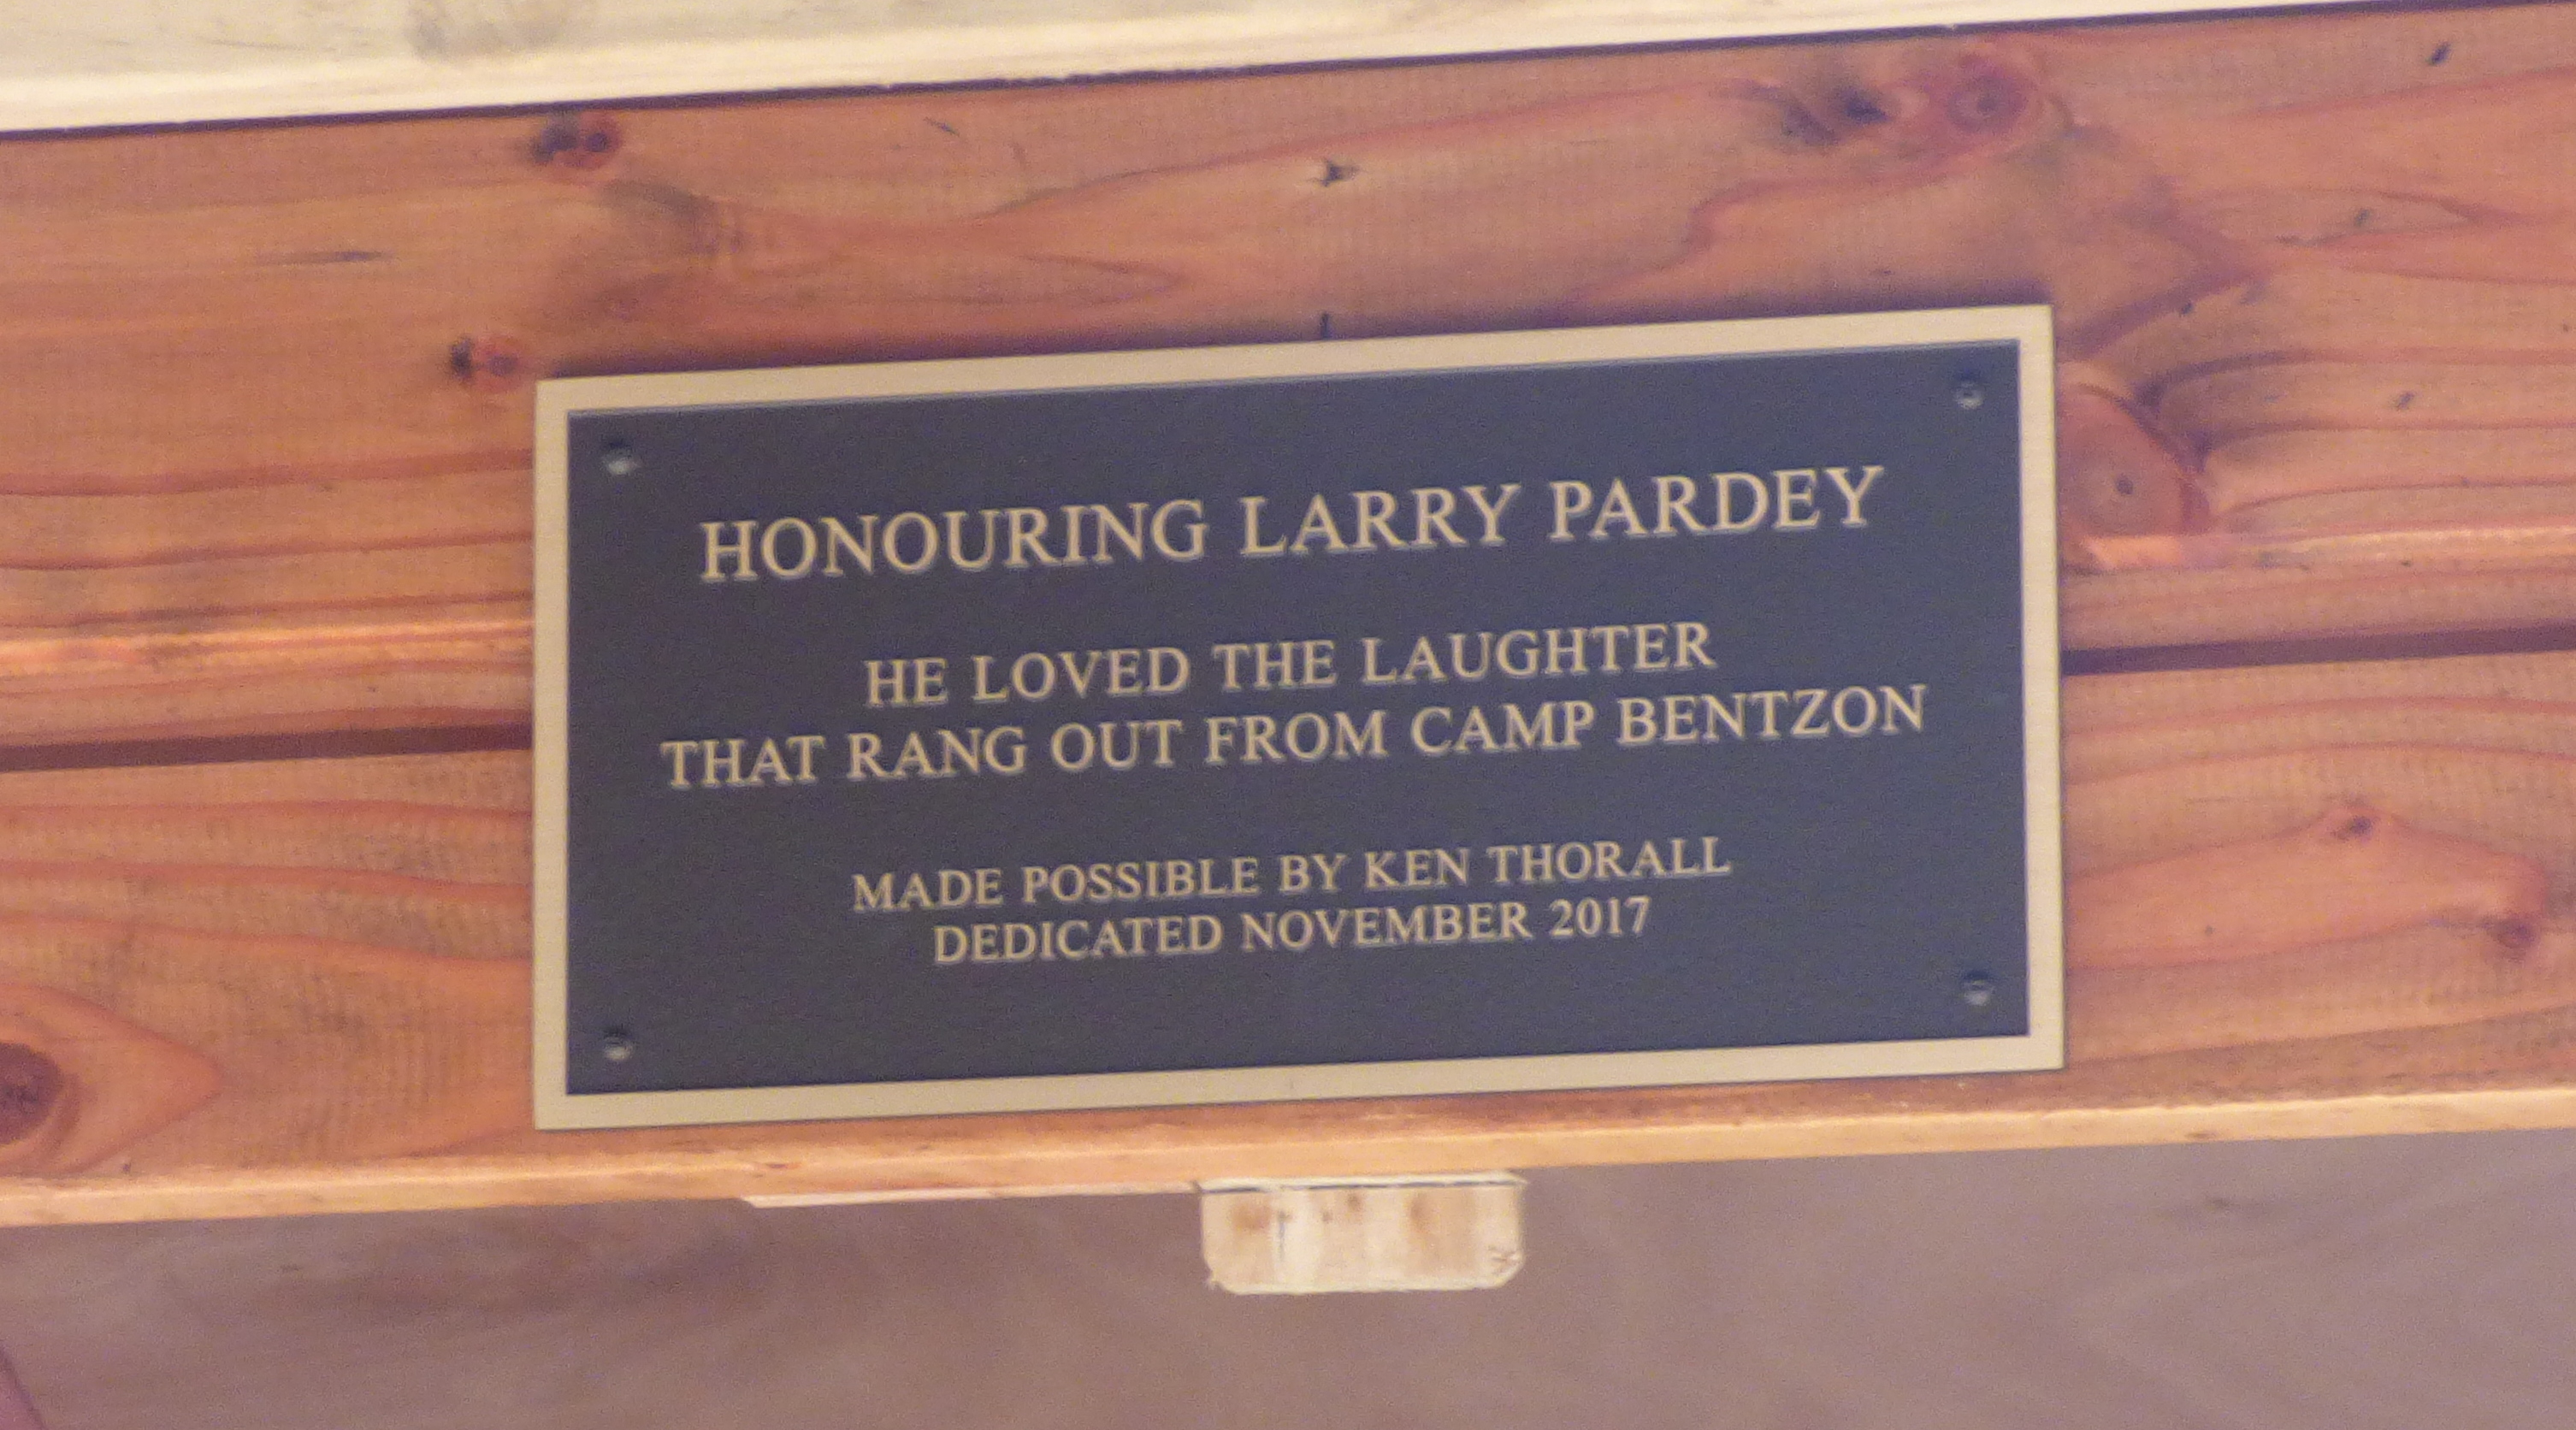 HONOURING LARRY PARDEY
HE LOVED THE LAUGHTER
THAT RANG OUT FROM CAMP BENTZON
MADE POSSIBLE BY KEN THORALL
DEDICATED NOVEMBER 2017